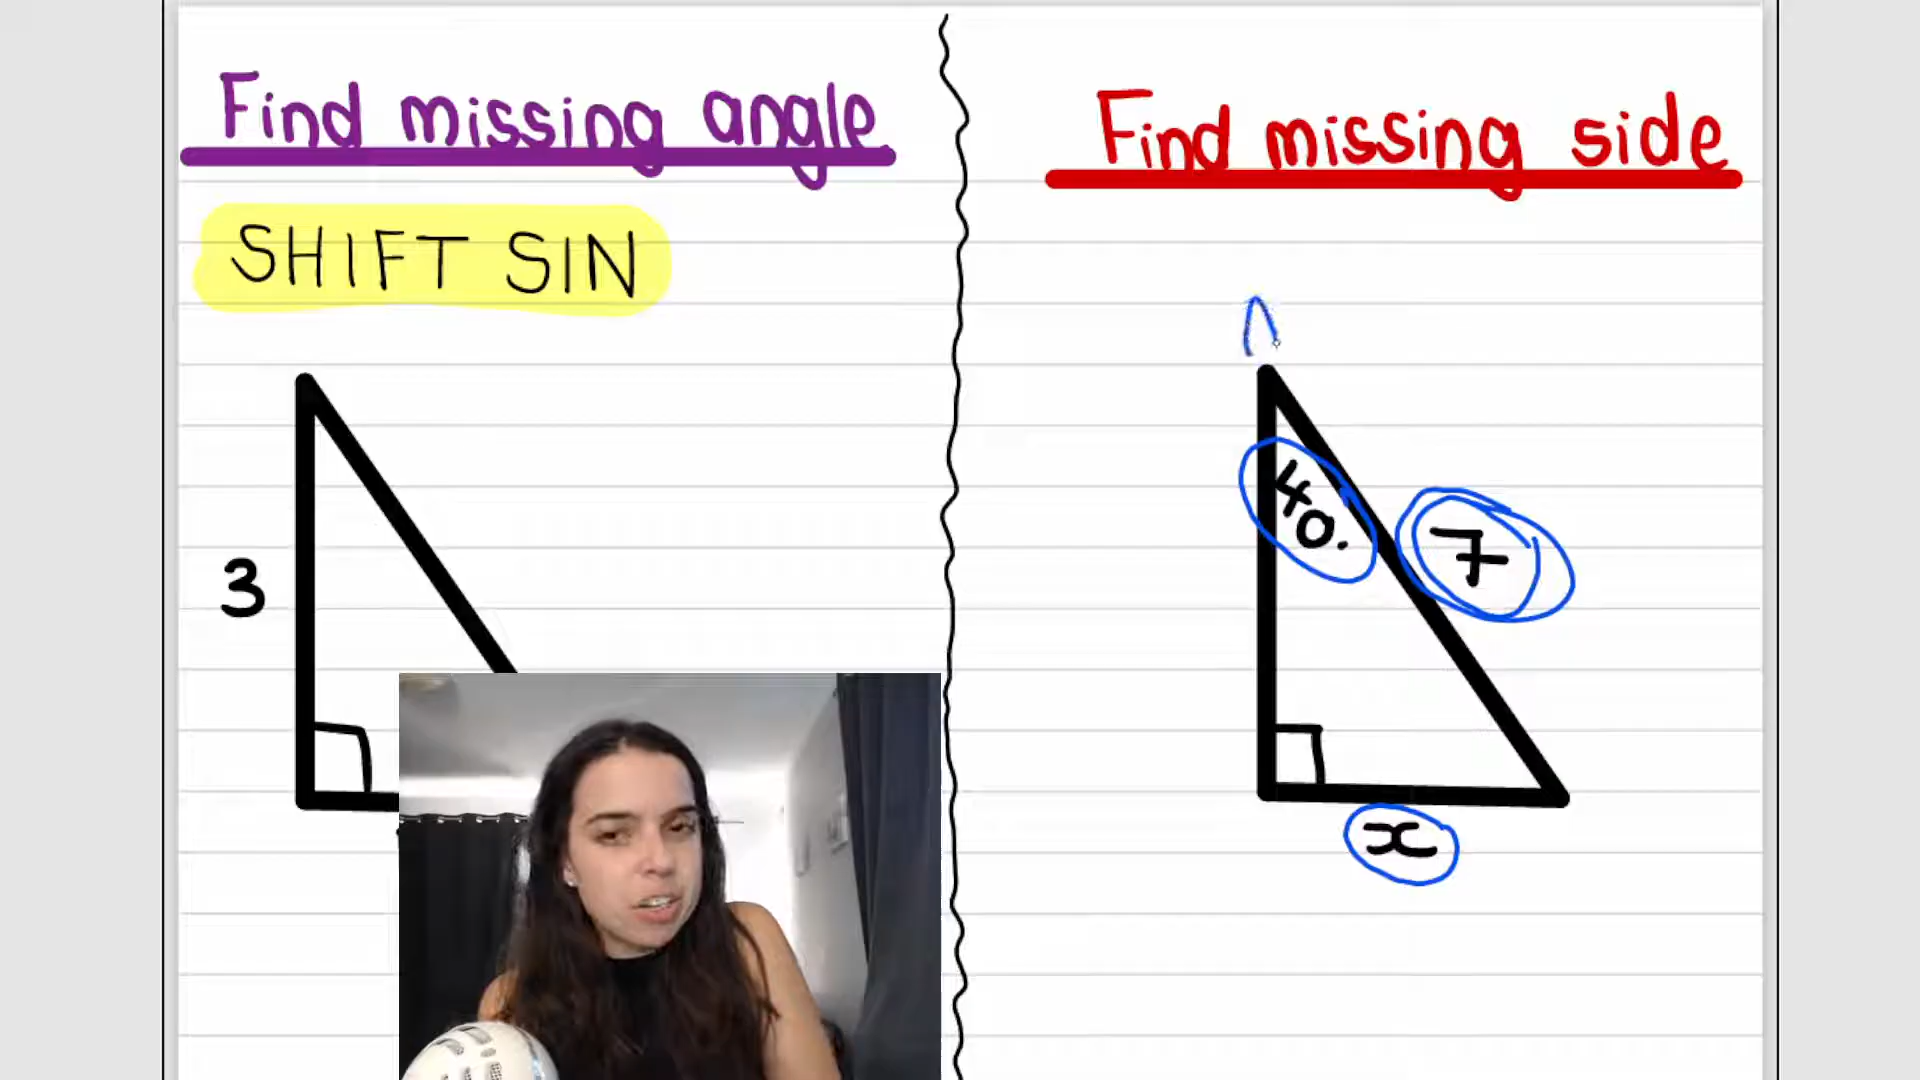 Find missing angle
SHIFT SIN
3
Find missing side
40.
7
x